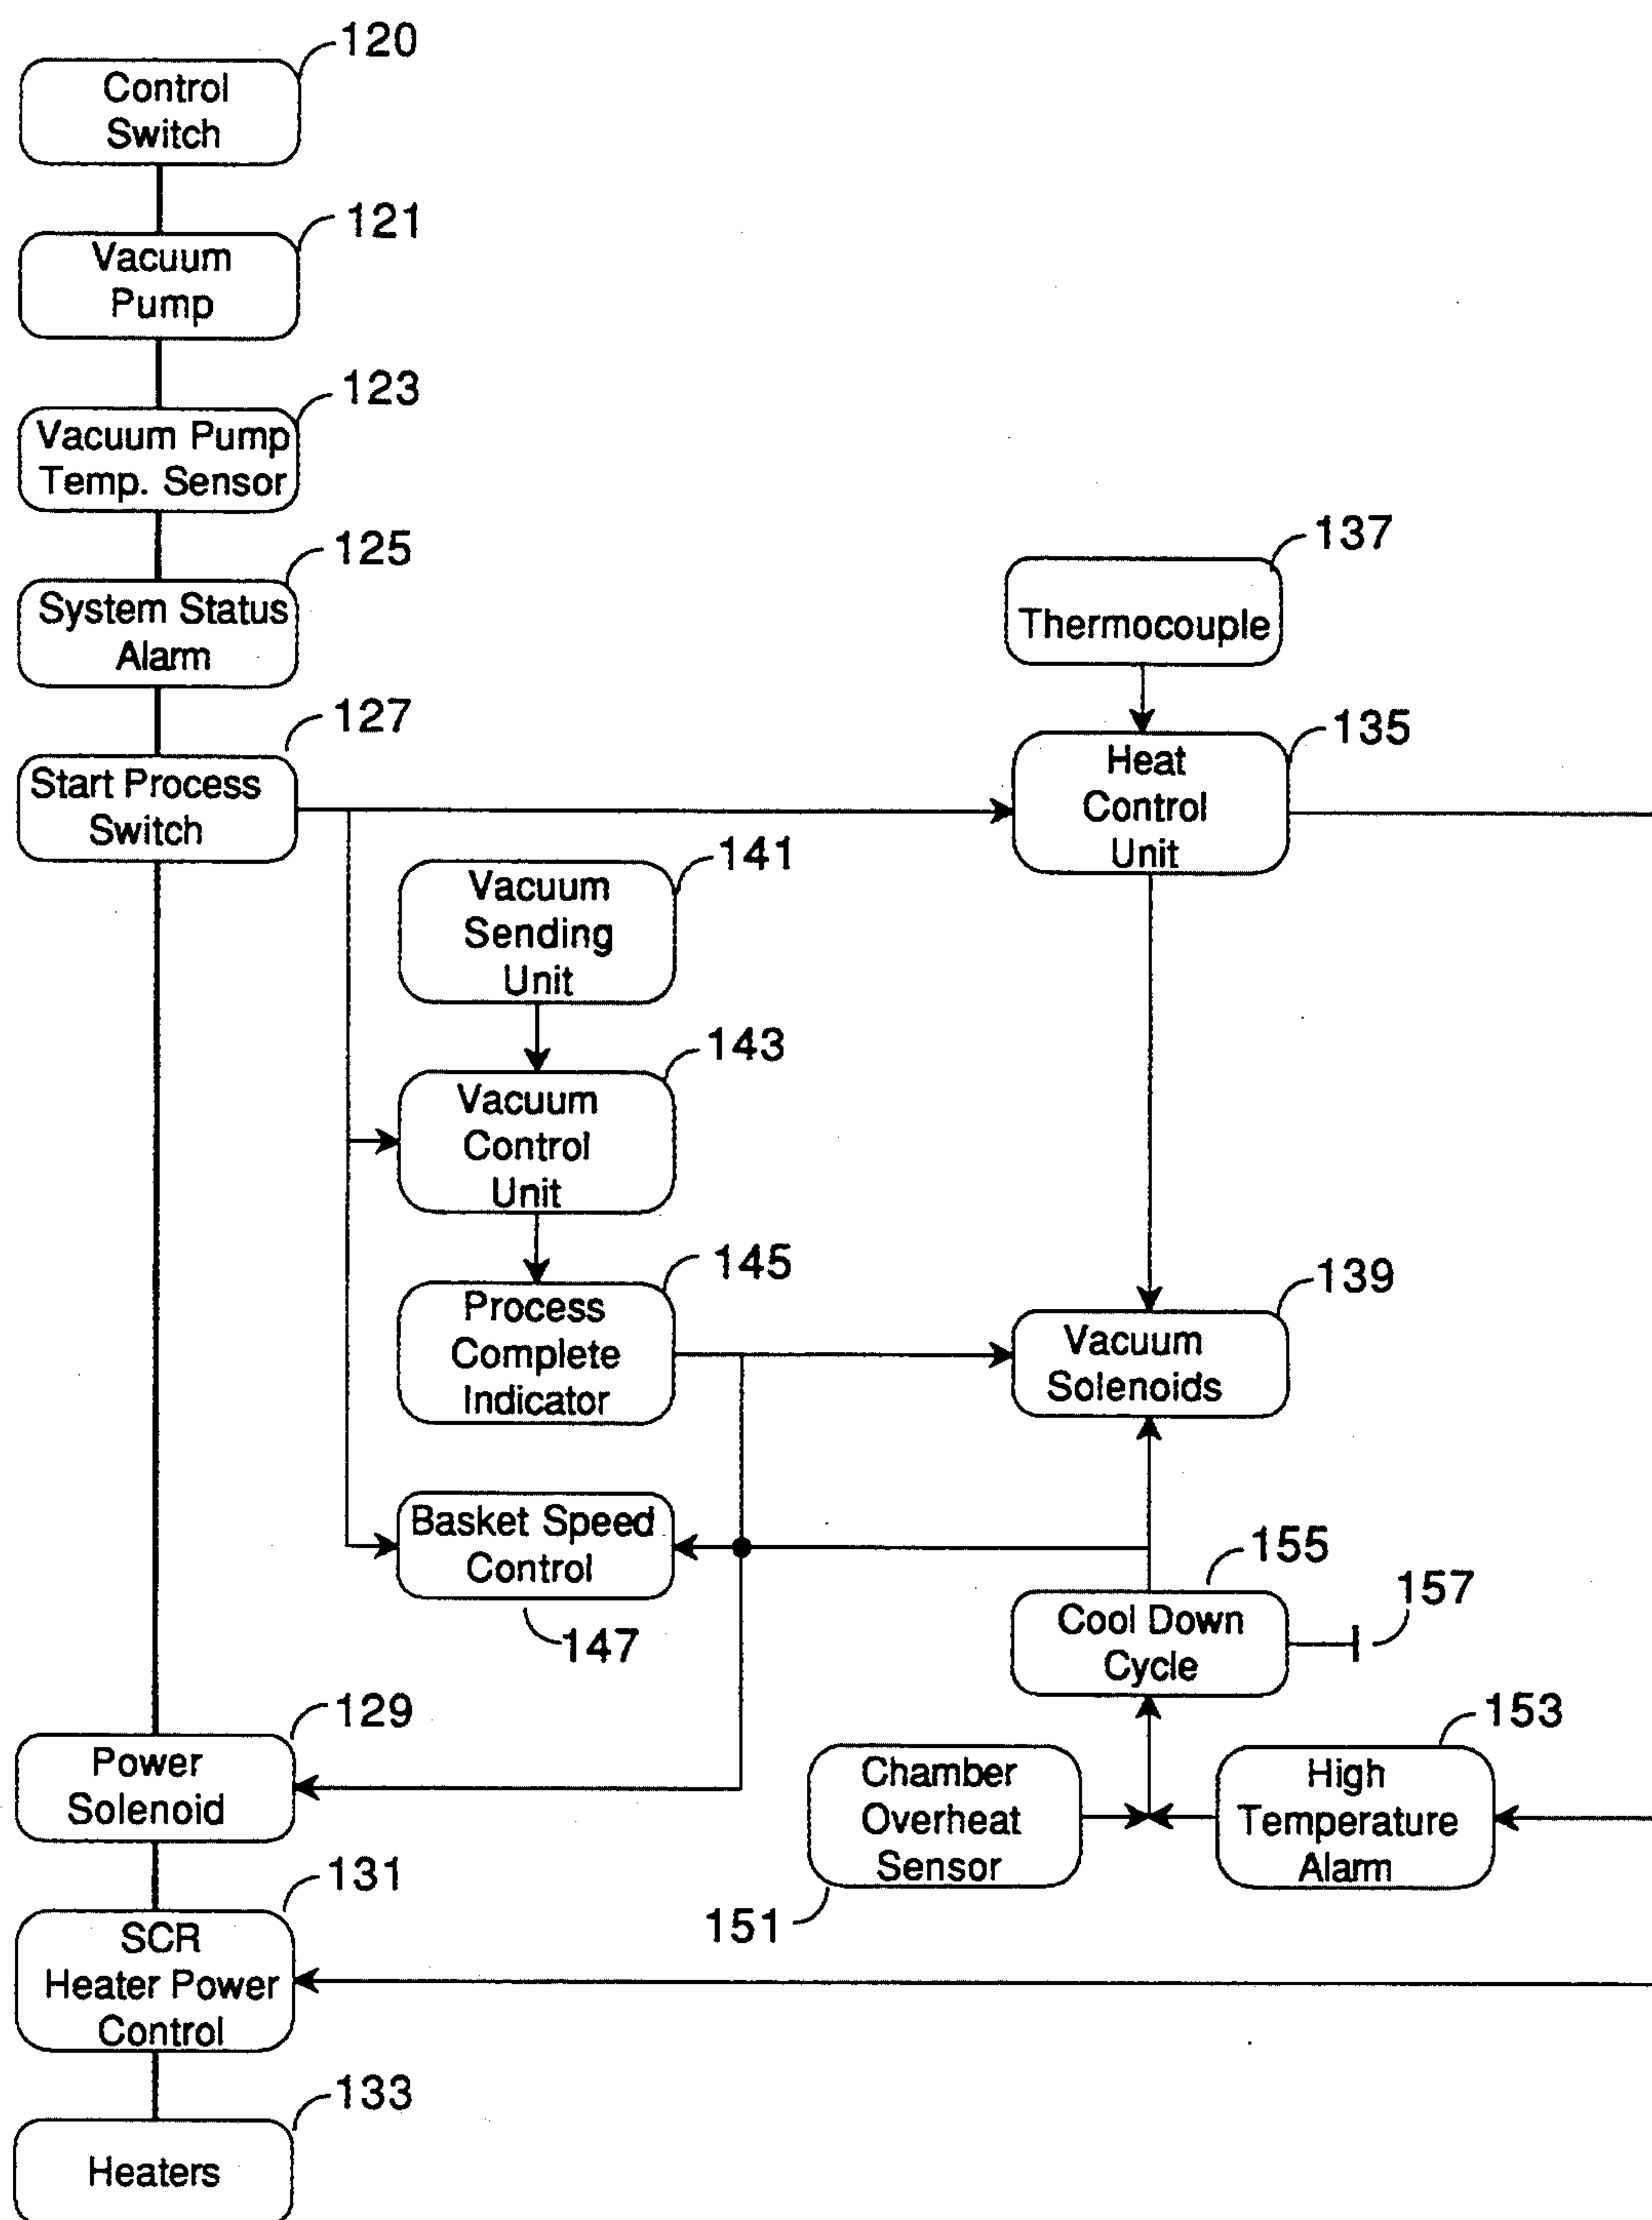 120
Control
Switch
121
Vacuum
Pump
123
Vacuum Pump
Temp. Sensor
125
System Status
Alarm
137
Thermocouple
127
Start Process
Switch
135
Heat
Control
Unit
141
Vacuum
Sending
Unit
143
Vacuum
Control
Unit
145
Process
Complete
Indicator
139
Vacuum
Solenoids
Basket Speed
Control
147
155
Cool Down
Cycle
157
129
Power
Solenoid
Chamber
Overheat
Sensor
151
153
High
Temperature
Alarm
131
SCR
Heater Power
Control
133
Heaters